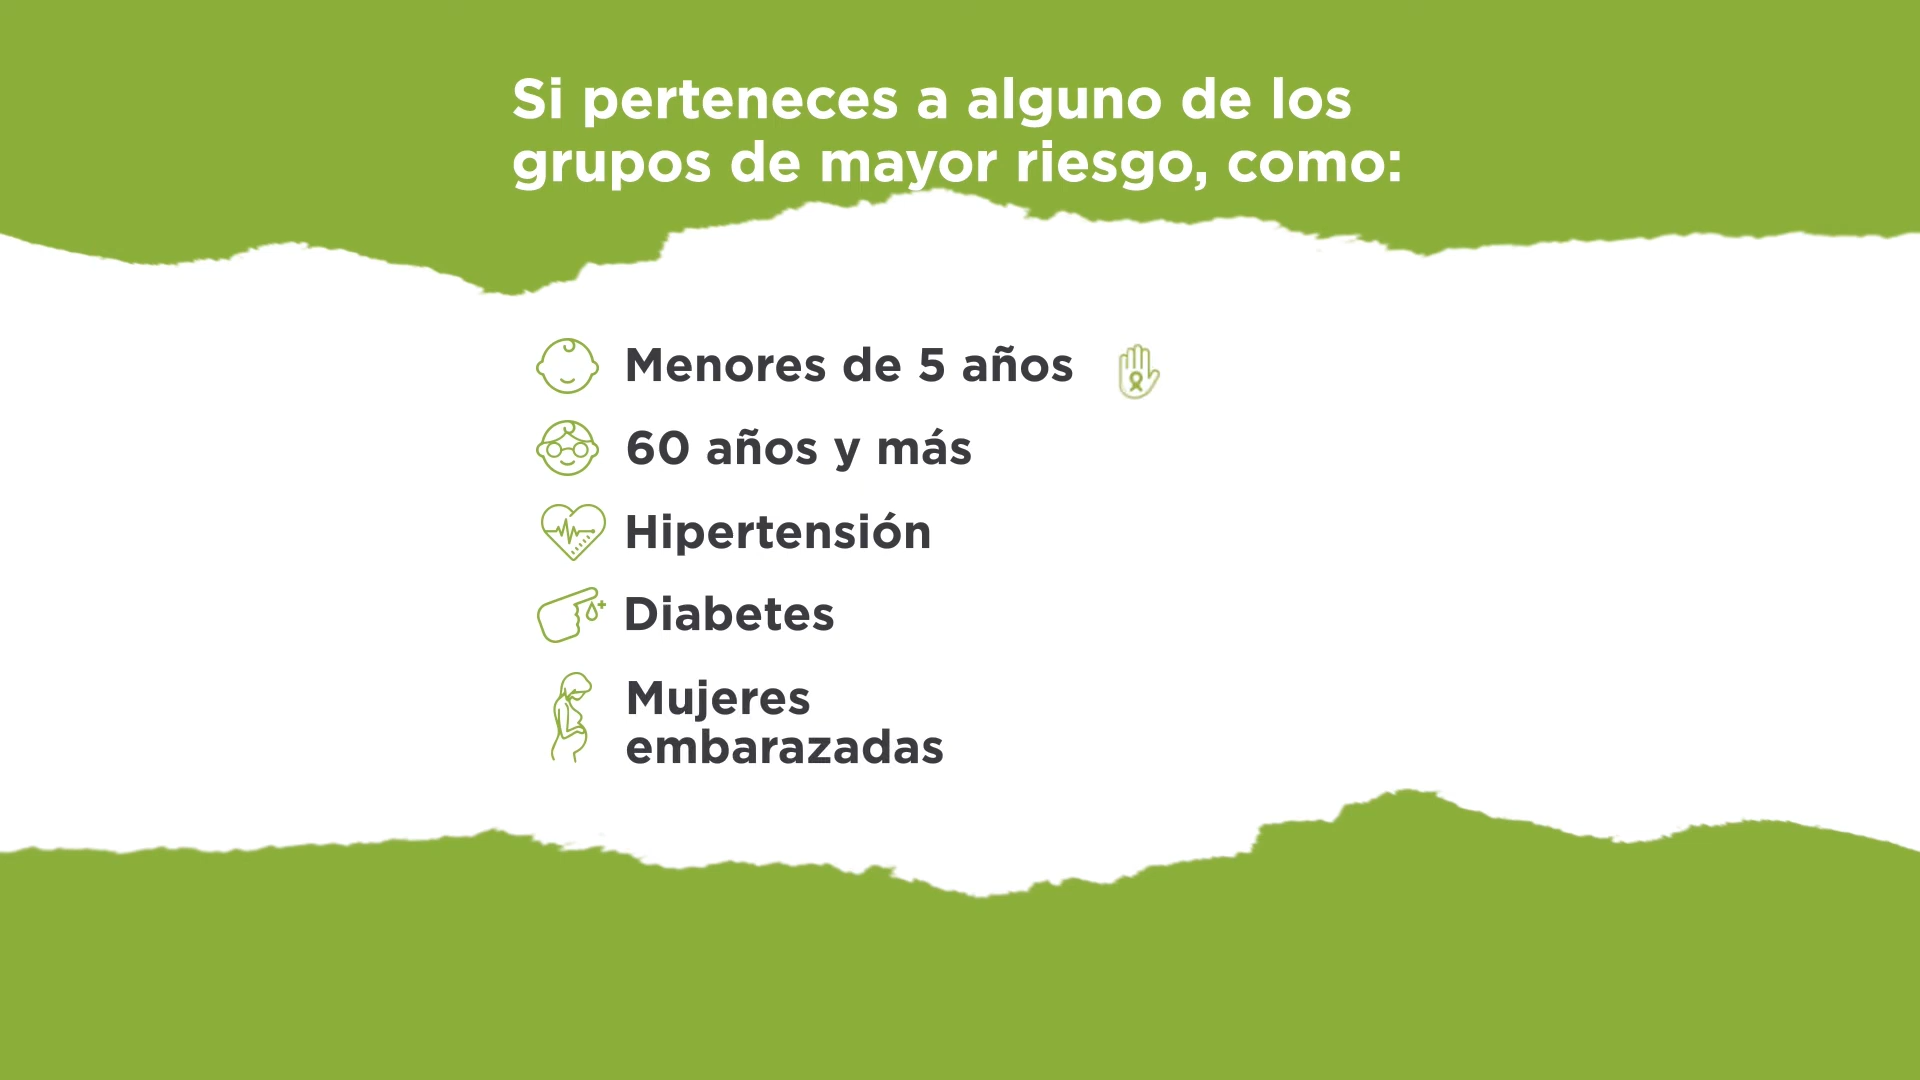 Si perteneces a alguno de los
grupos de mayor riesgo, como:
Menores de 5 años
60 años y más
Hipertensión
Diabetes
Mujeres
embarazadas